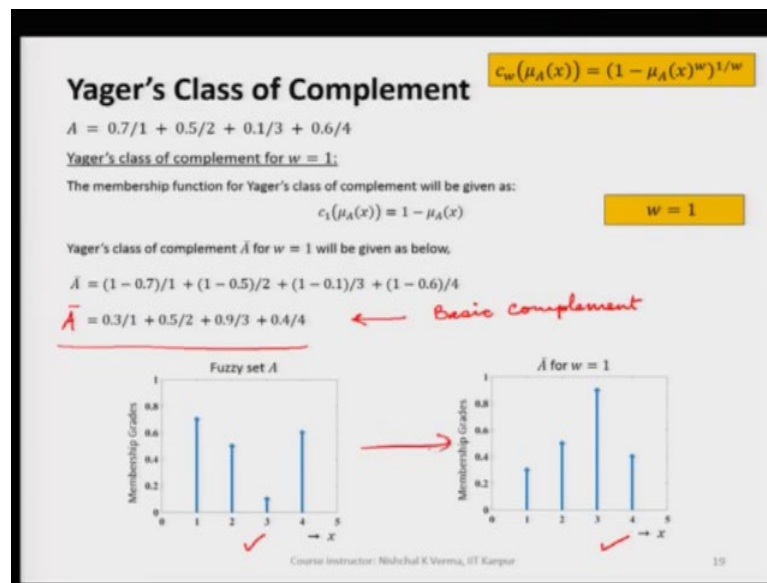 Yager's Class of Complement
c_w(μ_A(x)) = (1 − μ_A(x)^w)^{1/w}
A = 0.7/1 + 0.5/2 + 0.1/3 + 0.6/4
Yager's class of complement for w = 1:
The membership function for Yager's class of complement will be given as:
c_1(μ_A(x)) = 1 − μ_A(x)
w = 1
Yager's class of complement Ā for w = 1 will be given as below,
Ā = (1 − 0.7)/1 + (1 − 0.5)/2 + (1 − 0.1)/3 + (1 − 0.6)/4
Ā = 0.3/1 + 0.5/2 + 0.9/3 + 0.4/4 ← Basic complement
Fuzzy set A
Membership Grades
1
0.8
0.6
0.4
0.2
0
0 1 2 3 4 5
→ x
Ā for w = 1
Membership Grades
1
0.8
0.6
0.4
0.2
0
0 1 2 3 4 5
→ x
Course Instructor: Nishchal K Verma, IIT Kanpur
19